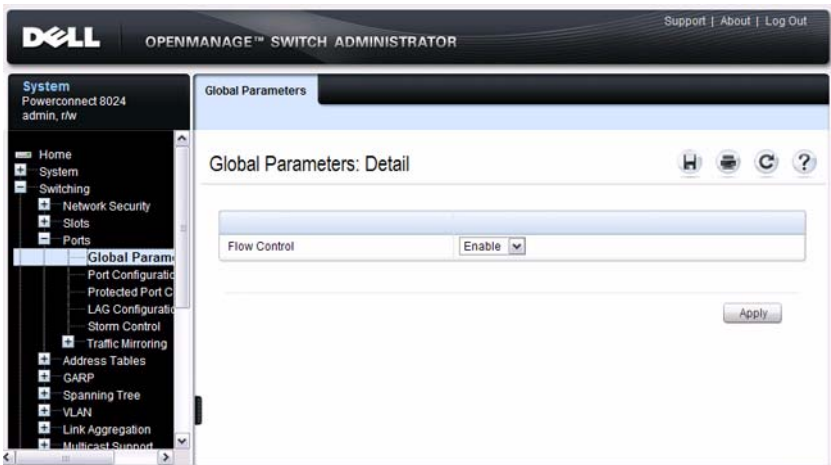 Support | About | Log Out
DELL OPENMANAGE™ SWITCH ADMINISTRATOR
System
Powerconnect 8024
admin, r/w
Global Parameters
Home
System
Switching
Network Security
Slots
Ports
Global Param
Port Configuratio
Protected Port C
LAG Configuratio
Storm Control
Traffic Mirroring
Address Tables
GARP
Spanning Tree
VLAN
Link Aggregation
Multicast Support
Global Parameters: Detail
Flow Control Enable
Apply